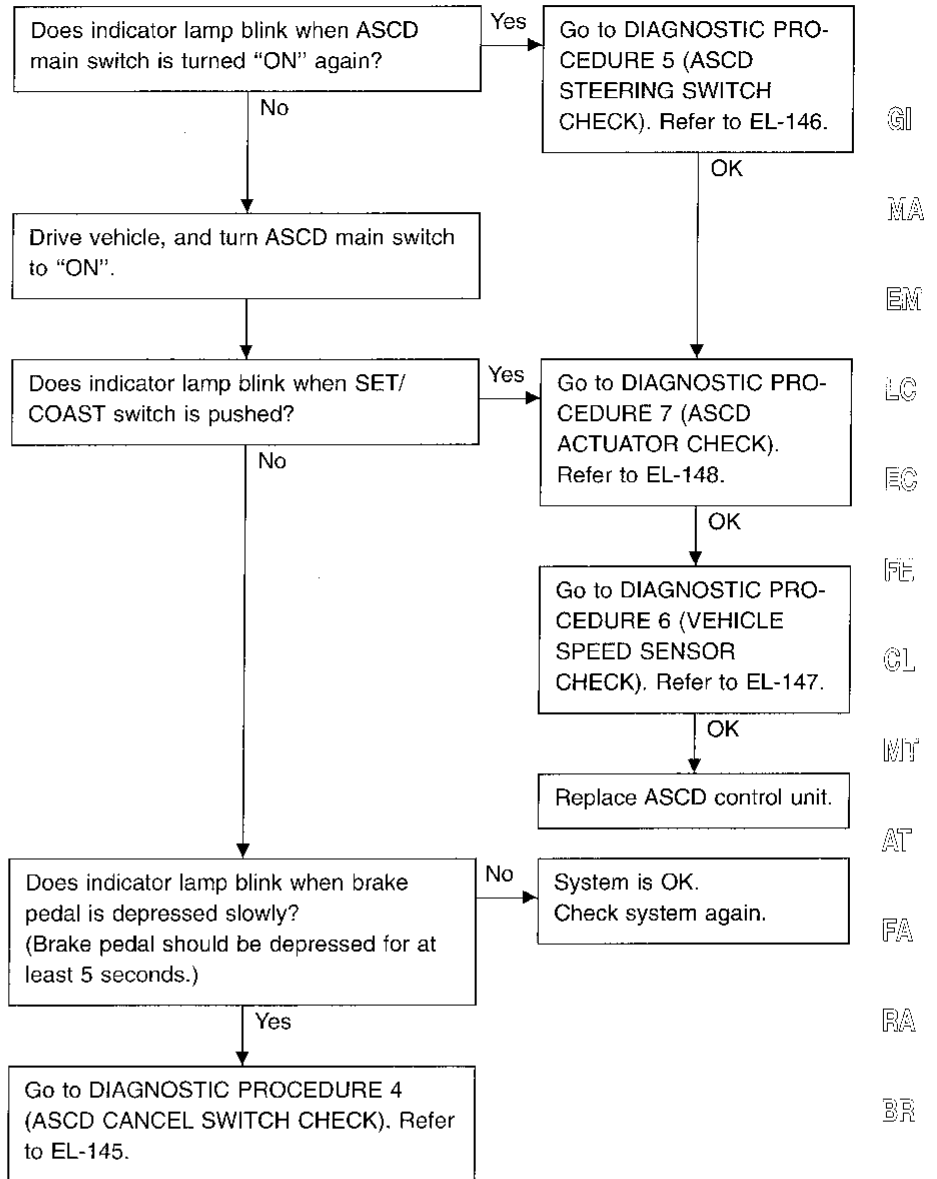 Does indicator lamp blink when ASCD
main switch is turned “ON” again?
Yes
Go to DIAGNOSTIC PRO-
CEDURE 5 (ASCD
STEERING SWITCH
CHECK). Refer to EL-146.
No
OK
Drive vehicle, and turn ASCD main switch
to “ON”.
Does indicator lamp blink when SET/
COAST switch is pushed?
Yes
Go to DIAGNOSTIC PRO-
CEDURE 7 (ASCD
ACTUATOR CHECK).
Refer to EL-148.
No
OK
Go to DIAGNOSTIC PRO-
CEDURE 6 (VEHICLE
SPEED SENSOR
CHECK). Refer to EL-147.
OK
Replace ASCD control unit.
Does indicator lamp blink when brake
pedal is depressed slowly?
(Brake pedal should be depressed for at
least 5 seconds.)
No
System is OK.
Check system again.
Yes
Go to DIAGNOSTIC PROCEDURE 4
(ASCD CANCEL SWITCH CHECK). Refer
to EL-145.
GI
MA
EM
LC
EC
FE
CL
MT
AT
FA
RA
BR